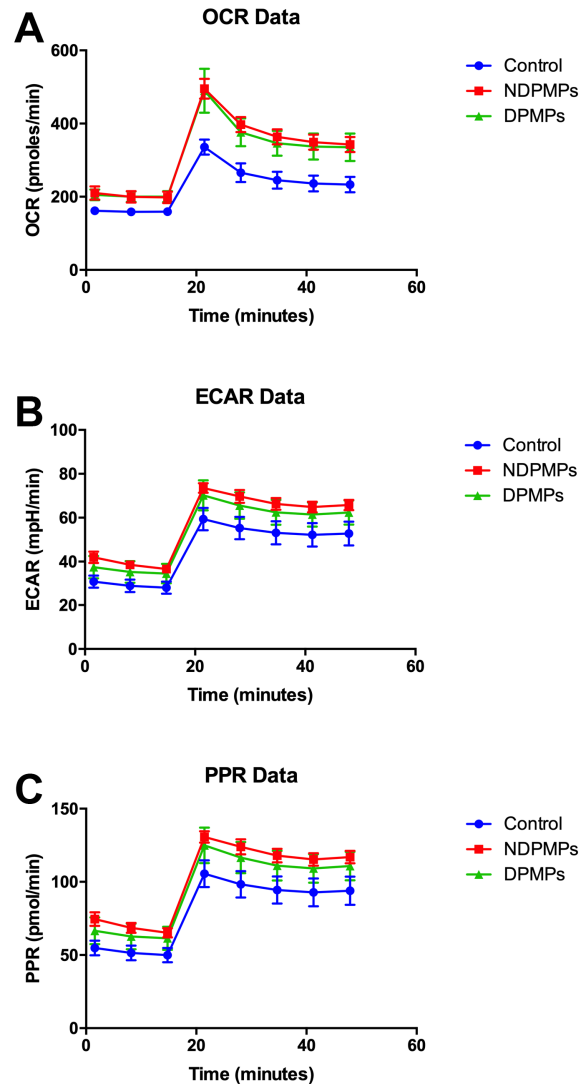 A
OCR Data
600
400
200
0
0 20 40 60
OCR (pmoles/min)
Time (minutes)
Control
NDPMPs
DPMPs
B
ECAR Data
100
80
60
40
20
0
0 20 40 60
ECAR (mpH/min)
Time (minutes)
Control
NDPMPs
DPMPs
C
PPR Data
150
100
50
0
0 20 40 60
PPR (pmol/min)
Time (minutes)
Control
NDPMPs
DPMPs